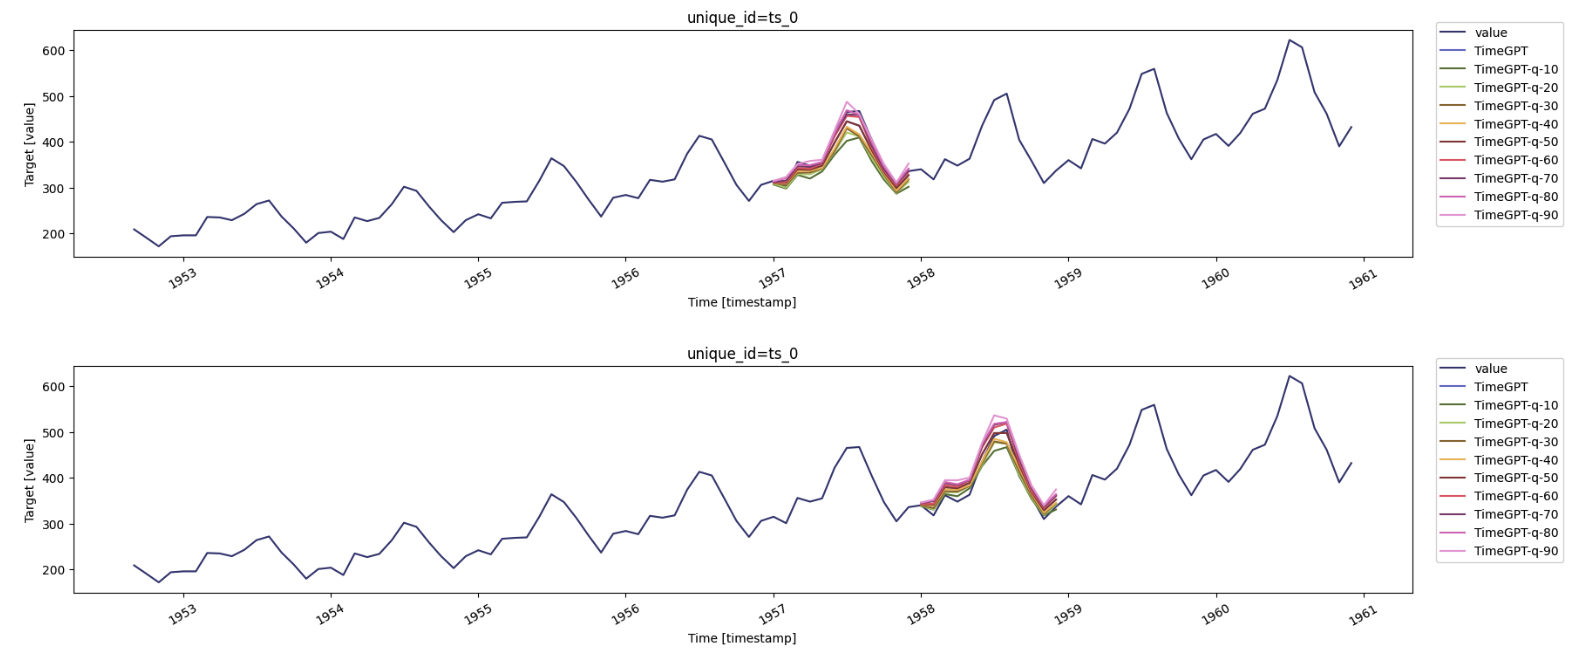 unique_id=ts_0
600
500
400
300
200
Target [value]
1953
1954
1955
1956
1957
1958
1959
1960
1961
Time [timestamp]
value
TimeGPT
TimeGPT-q-10
TimeGPT-q-20
TimeGPT-q-30
TimeGPT-q-40
TimeGPT-q-50
TimeGPT-q-60
TimeGPT-q-70
TimeGPT-q-80
TimeGPT-q-90
unique_id=ts_0
600
500
400
300
200
Target [value]
1953
1954
1955
1956
1957
1958
1959
1960
1961
Time [timestamp]
value
TimeGPT
TimeGPT-q-10
TimeGPT-q-20
TimeGPT-q-30
TimeGPT-q-40
TimeGPT-q-50
TimeGPT-q-60
TimeGPT-q-70
TimeGPT-q-80
TimeGPT-q-90